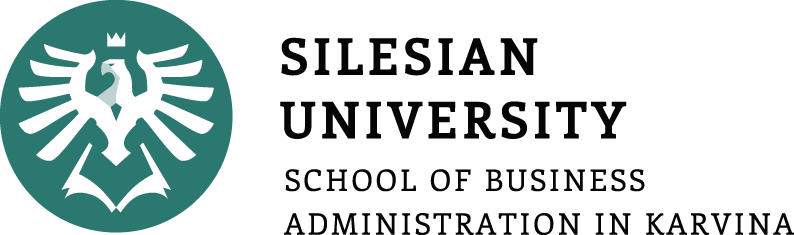 SILESIAN
UNIVERSITY
SCHOOL OF BUSINESS
ADMINISTRATION IN KARVINA